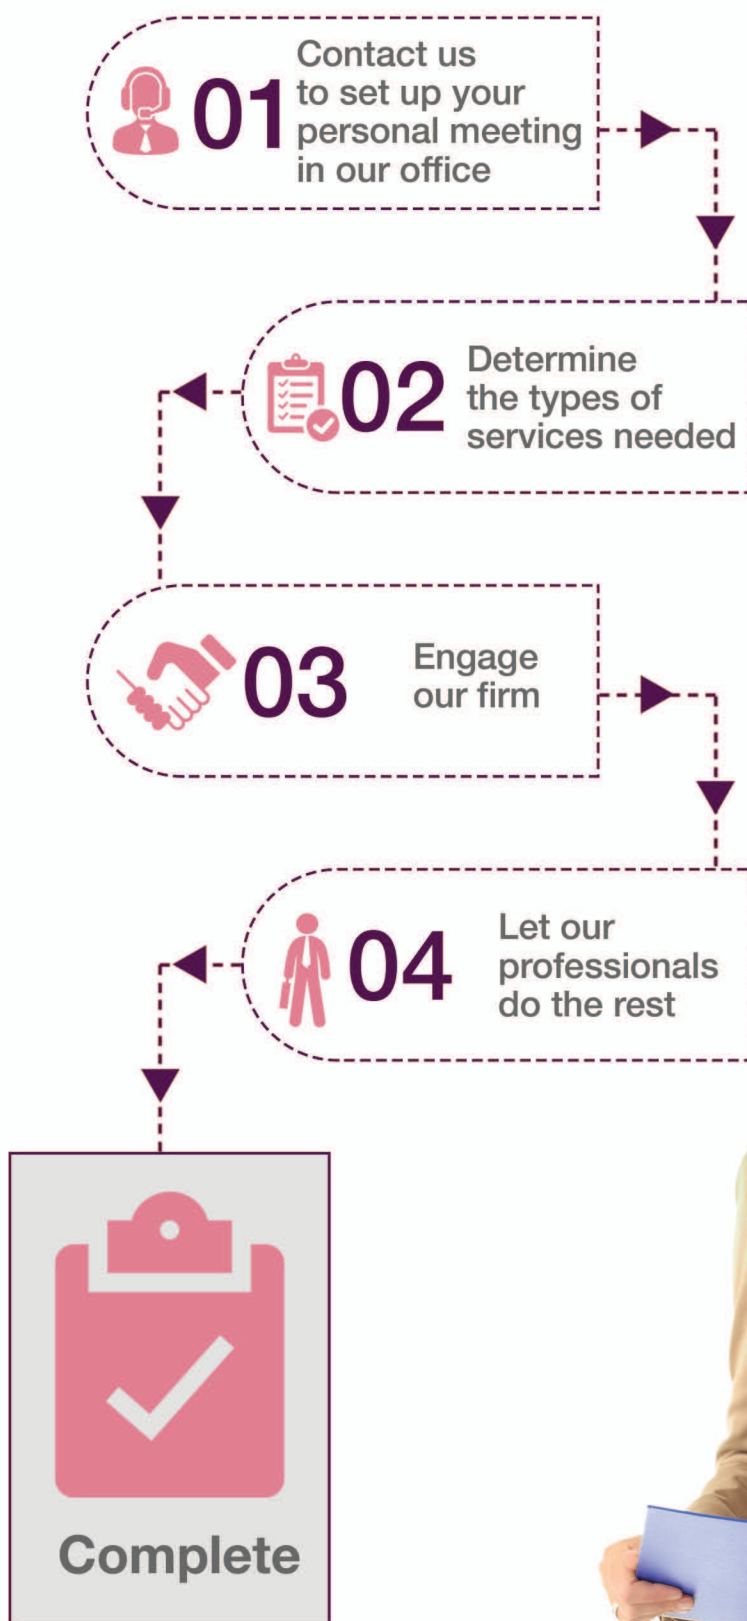 01
Contact us
to set up your
personal meeting
in our office
02
Determine
the types of
services needed
03
Engage
our firm
04
Let our
professionals
do the rest
Complete